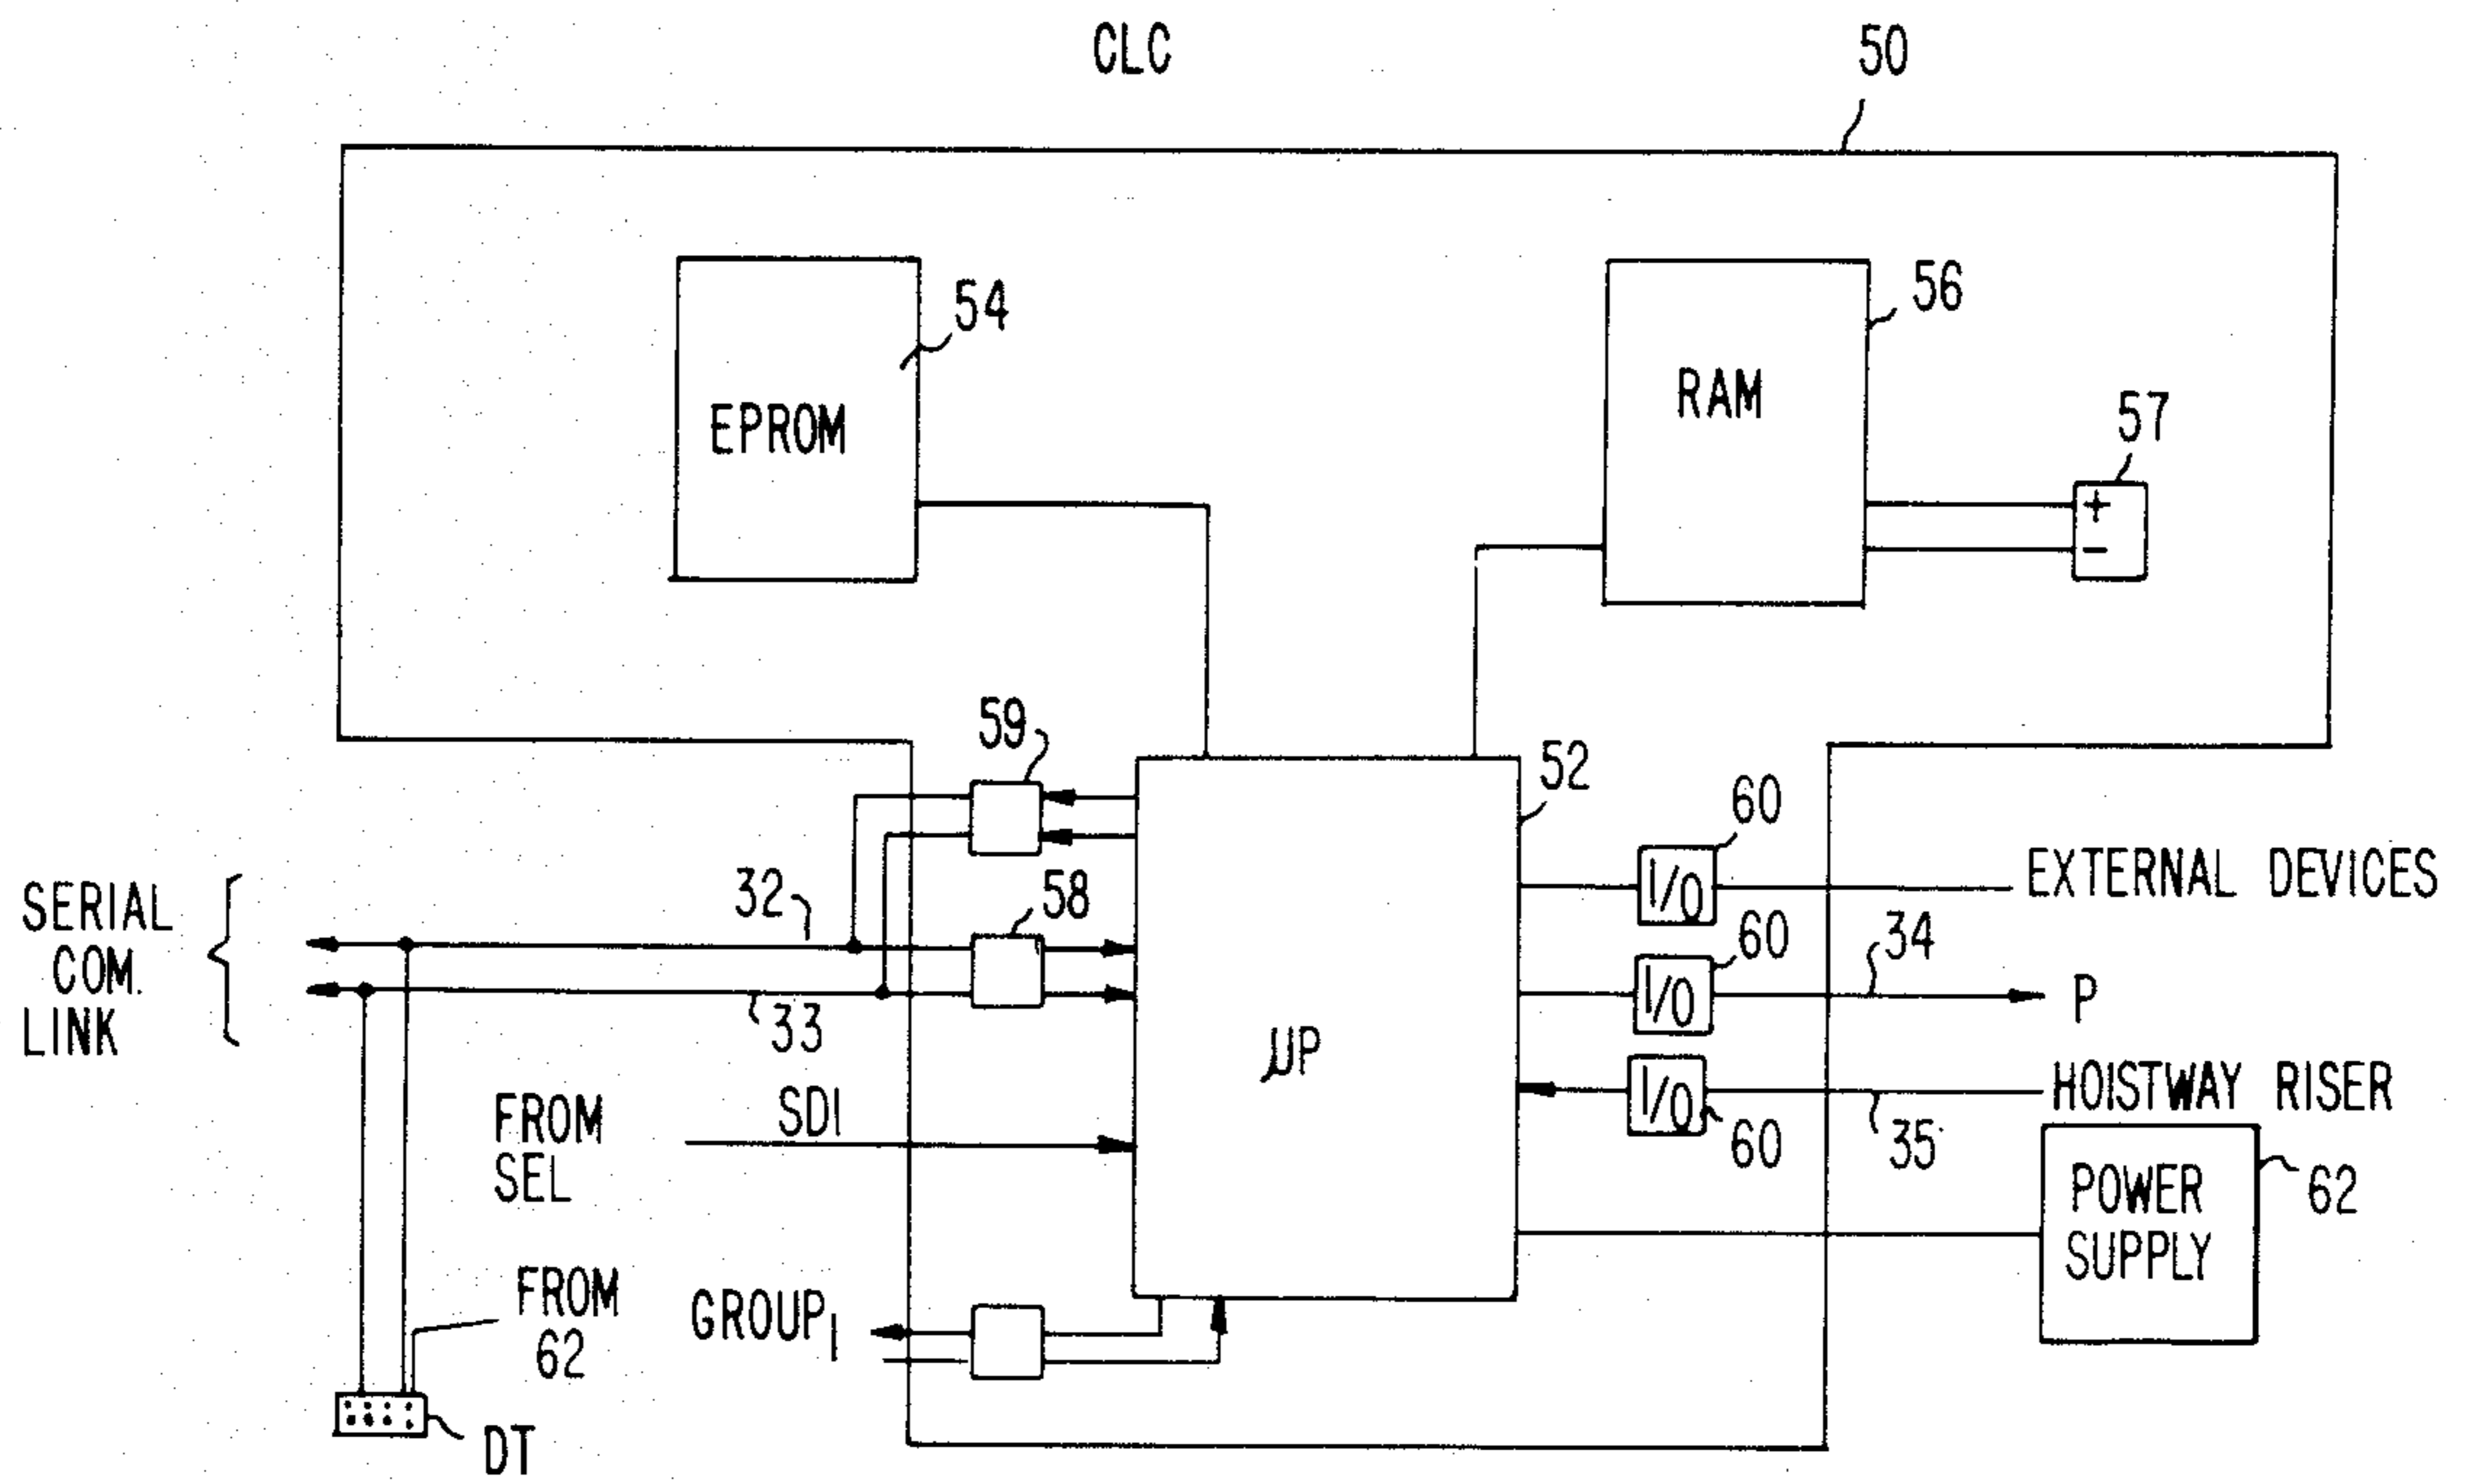 CLC
50
54
EPROM
56
RAM
57
+
−
59
52
60
I/O
EXTERNAL DEVICES
SERIAL
COM.
LINK
32
58
60
I/O
34
P
33
µP
I/O
60
HOISTWAY RISER
35
FROM
SEL
SDI
POWER
SUPPLY
62
FROM
62
GROUP₁
DT